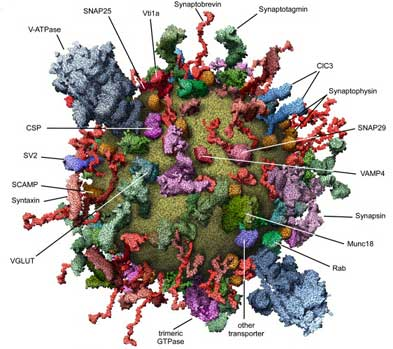 Synaptobrevin
SNAP25
Vti1a
Synaptotagmin
V-ATPase
ClC3
Synaptophysin
CSP
SNAP29
SV2
VAMP4
SCAMP
Syntaxin
Synapsin
Munc18
VGLUT
Rab
trimeric
GTPase
other
transporter